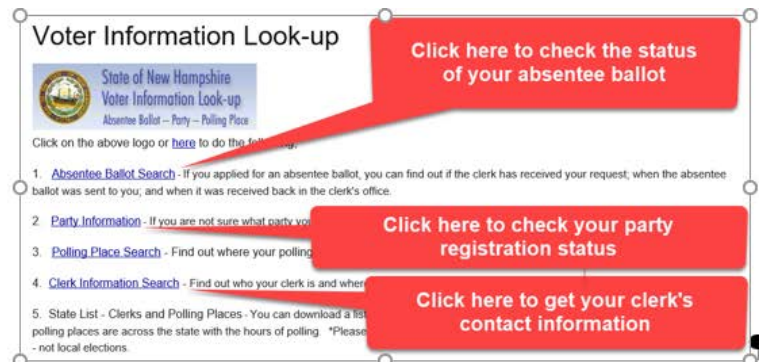 Voter Information Look-up
Click here to check the status
of your absentee ballot
State of New Hampshire
Voter Information Look-up
Absentee Ballot – Party – Polling Place
Click on the above logo or here to do the following:
1. Absentee Ballot Search - If you applied for an absentee ballot, you can find out if the clerk has received your request; when the absentee
ballot was sent to you; and when it was received back in the clerk's office.
2 Party Information - If you are not sure what party
Click here to check your party
registration status
3. Polling Place Search - Find out where your polling
4. Clerk Information Search - Find out who your clerk is and
Click here to get your clerk's
contact information
5. State List - Clerks and Polling Places - You can download a list
polling places are across the state with the hours of polling. *Please
- not local elections.